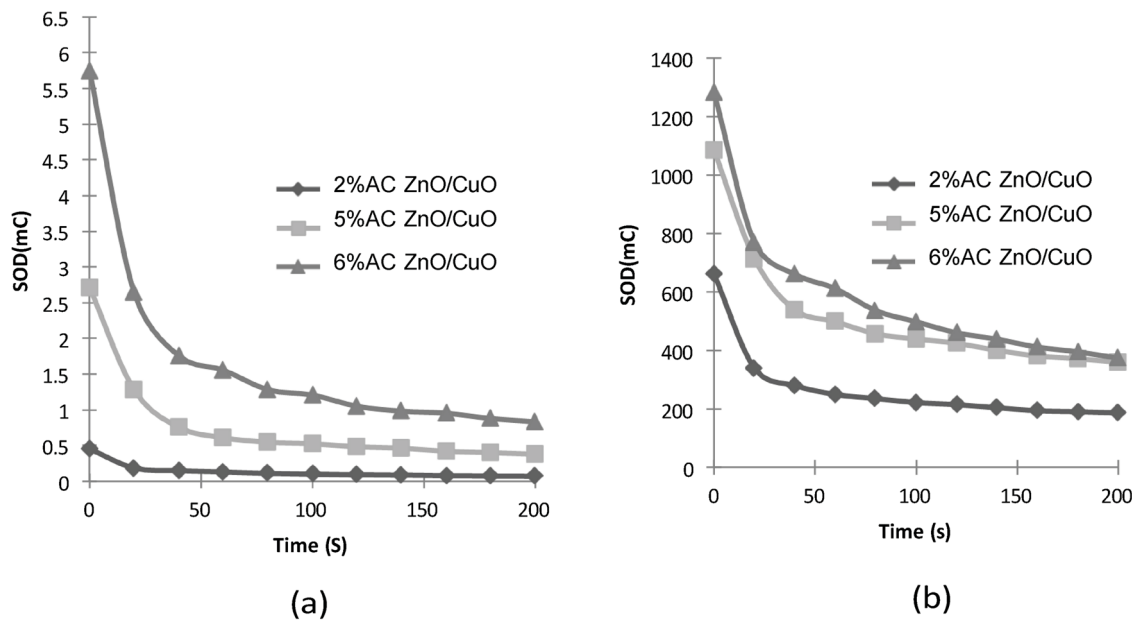 6.5
6
5.5
5
4.5
4
3.5
3
2.5
2
1.5
1
0.5
0
SOD(mC)
0 50 100 150 200
Time (S)
2%AC ZnO/CuO
5%AC ZnO/CuO
6%AC ZnO/CuO
(a)
1400
1200
1000
800
600
400
200
0
SOD(mC)
0 50 100 150 200
Time (s)
2%AC ZnO/CuO
5%AC ZnO/CuO
6%AC ZnO/CuO
(b)